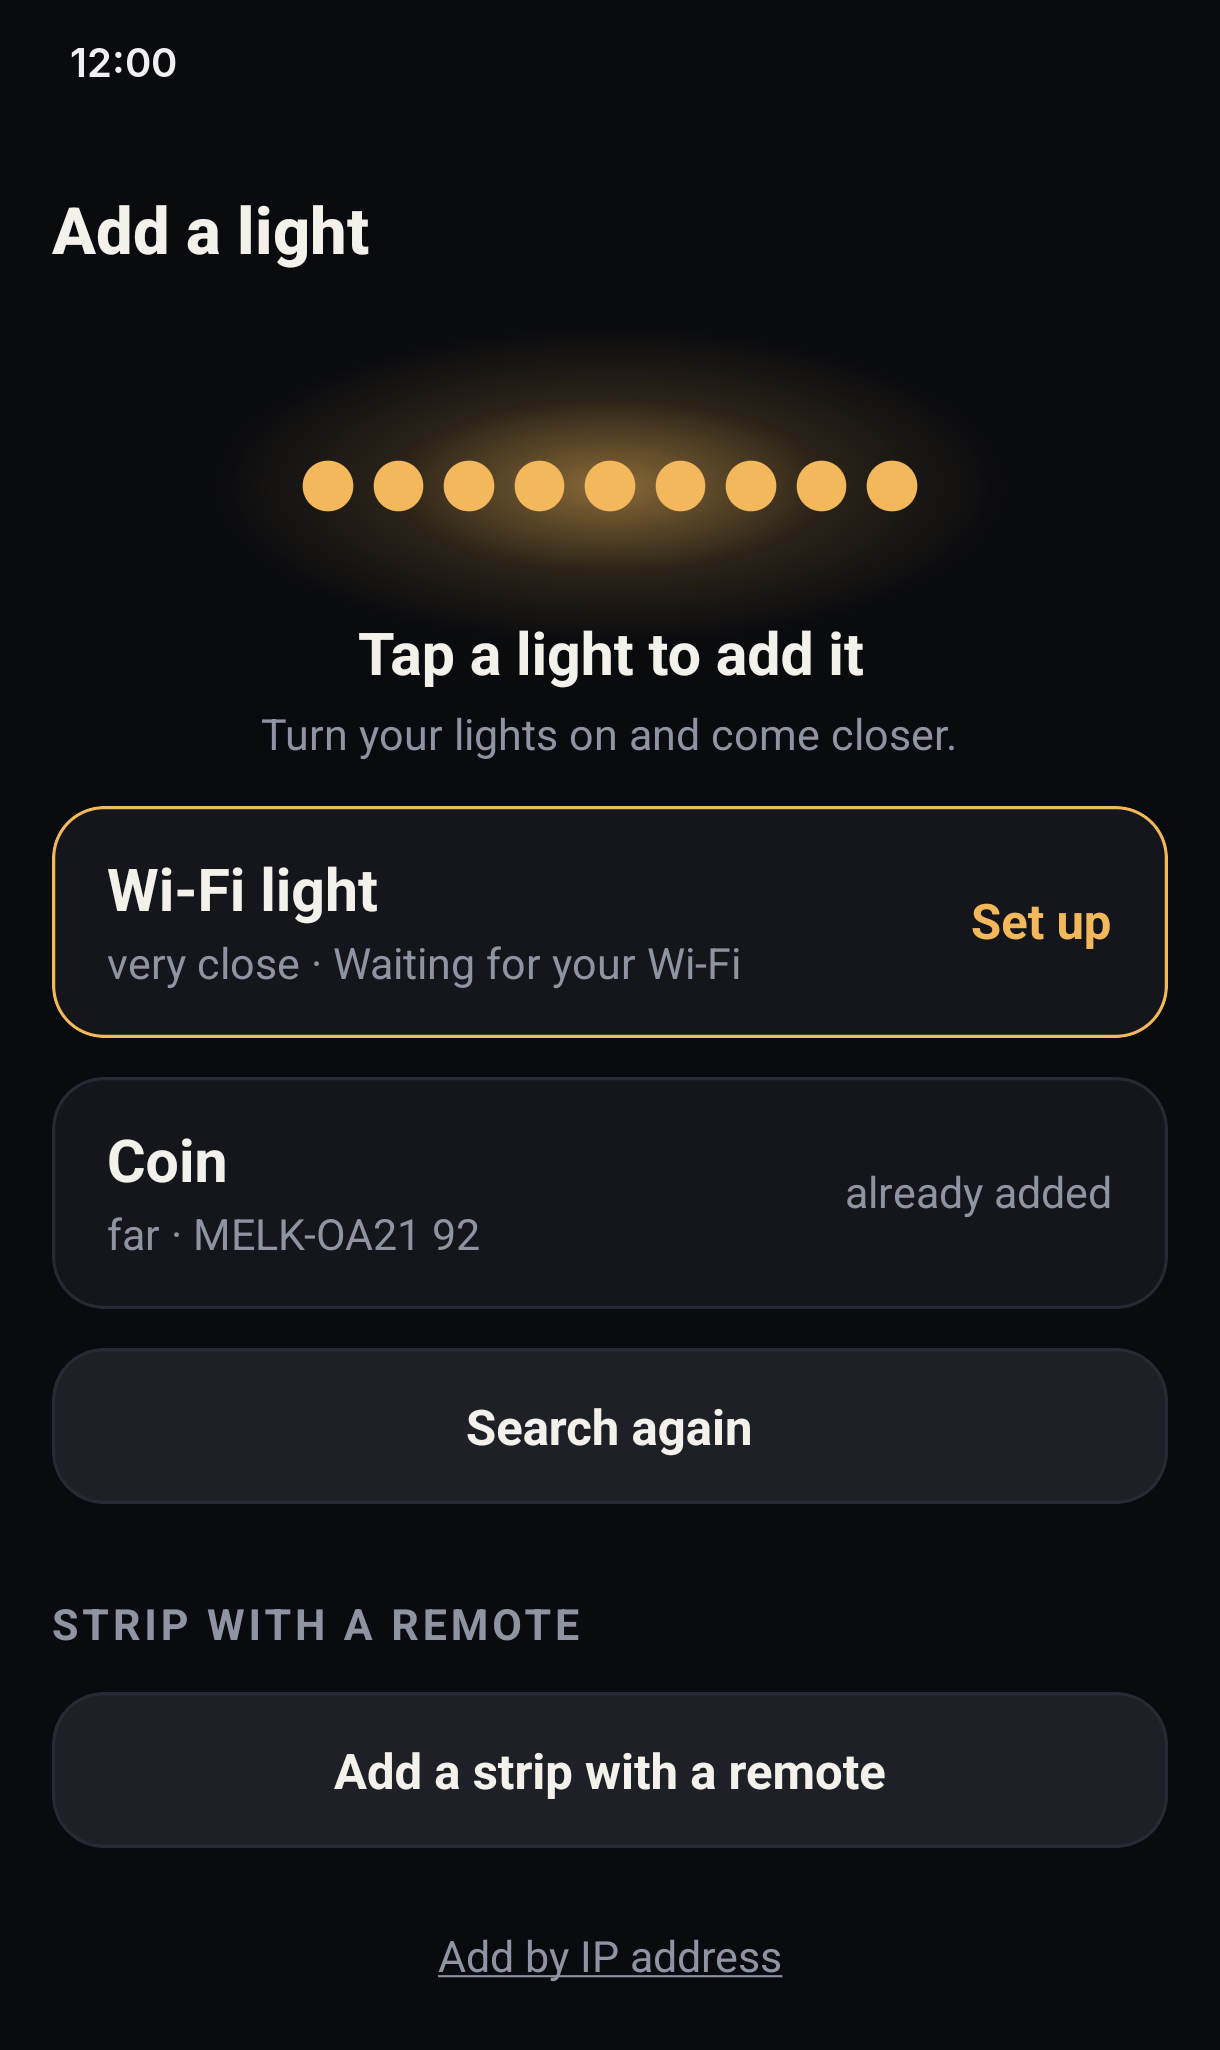 12:00
Add a light
Tap a light to add it
Turn your lights on and come closer.
Wi-Fi light
very close · Waiting for your Wi-Fi
Set up
Coin
far · MELK-OA21 92
already added
Search again
STRIP WITH A REMOTE
Add a strip with a remote
Add by IP address